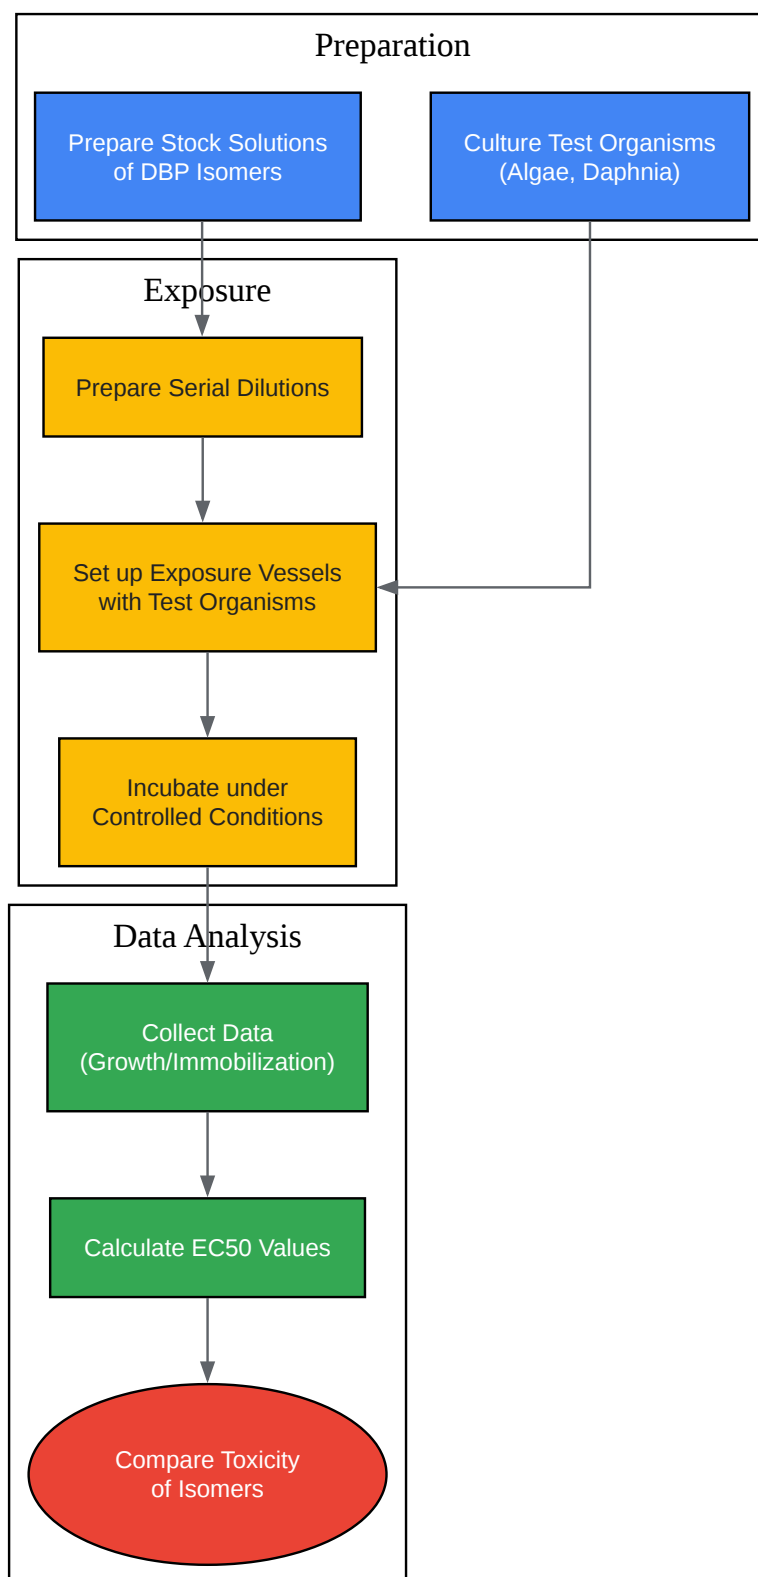 Preparation
Prepare Stock Solutions
of DBP Isomers
Culture Test Organisms
(Algae, Daphnia)
Exposure
Prepare Serial Dilutions
Set up Exposure Vessels
with Test Organisms
Incubate under
Controlled Conditions
Data Analysis
Collect Data
(Growth/Immobilization)
Calculate EC50 Values
Compare Toxicity
of Isomers